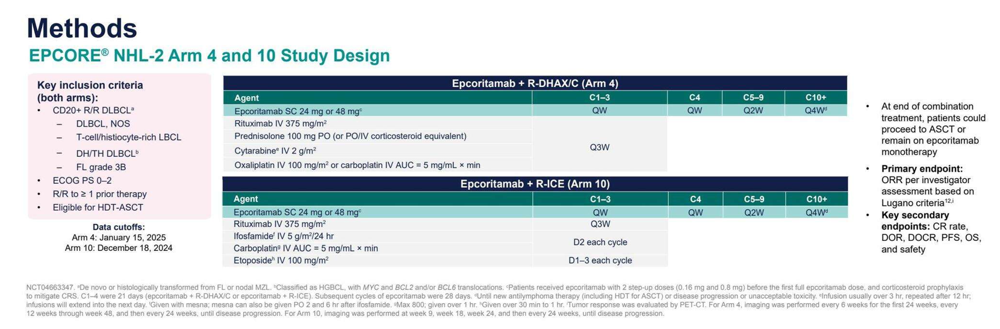 Methods
EPCORE® NHL-2 Arm 4 and 10 Study Design
Key inclusion criteria
(both arms):
• CD20+ R/R DLBCLᵃ
– DLBCL, NOS
– T-cell/histiocyte-rich LBCL
– DH/TH DLBCLᵇ
– FL grade 3B
• ECOG PS 0–2
• R/R to ≥ 1 prior therapy
• Eligible for HDT-ASCT
Data cutoffs:
Arm 4: January 15, 2025
Arm 10: December 18, 2024
Epcoritamab + R-DHAX/C (Arm 4)
Agent C1–3 C4 C5–9 C10+
Epcoritamab SC 24 mg or 48 mgᶜ QW QW Q2W Q4Wᵈ
Rituximab IV 375 mg/m²
Prednisolone 100 mg PO (or PO/IV corticosteroid equivalent)
Cytarabineᵉ IV 2 g/m²
Q3W
Oxaliplatin IV 100 mg/m² or carboplatin IV AUC = 5 mg/mL × min
Epcoritamab + R-ICE (Arm 10)
Agent C1–3 C4 C5–9 C10+
Epcoritamab SC 24 mg or 48 mgᶜ QW QW Q2W Q4Wᵈ
Rituximab IV 375 mg/m² Q3W
Ifosfamideᶠ IV 5 g/m²/24 hr
D2 each cycle
Carboplatinᵍ IV AUC = 5 mg/mL × min
Etoposideʰ IV 100 mg/m² D1–3 each cycle
• At end of combination
treatment, patients could
proceed to ASCT or
remain on epcoritamab
monotherapy
• Primary endpoint:
ORR per investigator
assessment based on
Lugano criteria¹²,ⁱ
• Key secondary
endpoints: CR rate,
DOR, DOCR, PFS, OS,
and safety
NCT04663347. ᵃDe novo or histologically transformed from FL or nodal MZL. ᵇClassified as HGBCL, with MYC and BCL2 and/or BCL6 translocations. ᶜPatients received epcoritamab with 2 step-up doses (0.16 mg and 0.8 mg) before the first full epcoritamab dose, and corticosteroid prophylaxis
to mitigate CRS. C1–4 were 21 days (epcoritamab + R-DHAX/C or epcoritamab + R-ICE). Subsequent cycles of epcoritamab were 28 days. ᵈUntil new antilymphoma therapy (including HDT for ASCT) or disease progression or unacceptable toxicity. ᵉInfusion usually over 3 hr, repeated after 12 hr;
infusions will extend into the next day. ᶠGiven with mesna; mesna can also be given PO 2 and 6 hr after ifosfamide. ᵍMax 800; given over 1 hr. ʰGiven over 30 min to 1 hr. ⁱTumor response was evaluated by PET-CT. For Arm 4, imaging was performed every 6 weeks for the first 24 weeks, every
12 weeks through week 48, and then every 24 weeks, until disease progression. For Arm 10, imaging was performed at week 9, week 18, week 24, and then every 24 weeks, until disease progression.